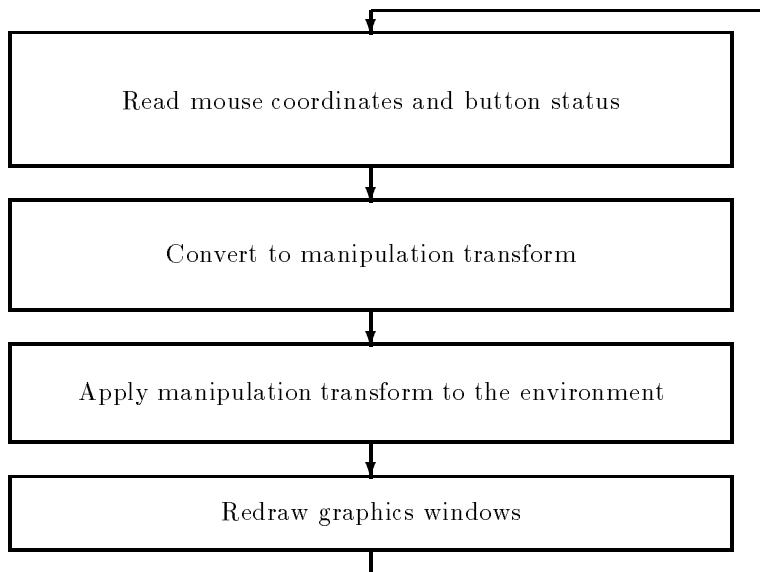 Read mouse coordinates and button status
Convert to manipulation transform
Apply manipulation transform to the environment
Redraw graphics windows